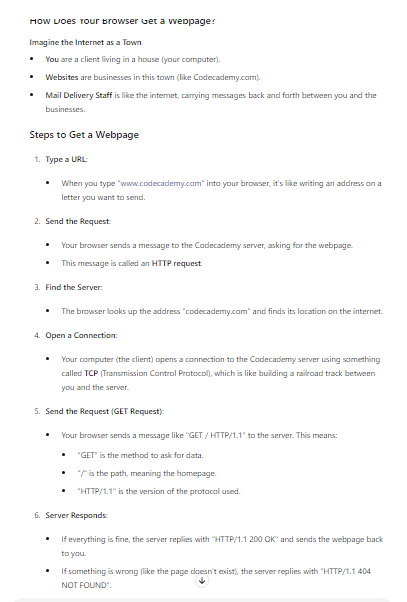 How Does Your Browser Get a Webpage?
Imagine the Internet as a Town
• You are a client living in a house (your computer).
• Websites are businesses in this town (like Codecademy.com).
• Mail Delivery Staff is like the internet, carrying messages back and forth between you and the
businesses.
Steps to Get a Webpage
1. Type a URL:
• When you type "www.codecademy.com" into your browser, it's like writing an address on a
letter you want to send.
2. Send the Request:
• Your browser sends a message to the Codecademy server, asking for the webpage.
• This message is called an HTTP request.
3. Find the Server:
• The browser looks up the address "codecademy.com" and finds its location on the internet.
4. Open a Connection:
• Your computer (the client) opens a connection to the Codecademy server using something
called TCP (Transmission Control Protocol), which is like building a railroad track between
you and the server.
5. Send the Request (GET Request):
• Your browser sends a message like "GET / HTTP/1.1" to the server. This means:
• "GET" is the method to ask for data.
• "/" is the path, meaning the homepage.
• "HTTP/1.1" is the version of the protocol used.
6. Server Responds:
• If everything is fine, the server replies with "HTTP/1.1 200 OK" and sends the webpage back
to you.
• If something is wrong (like the page doesn't exist), the server replies with "HTTP/1.1 404
NOT FOUND".